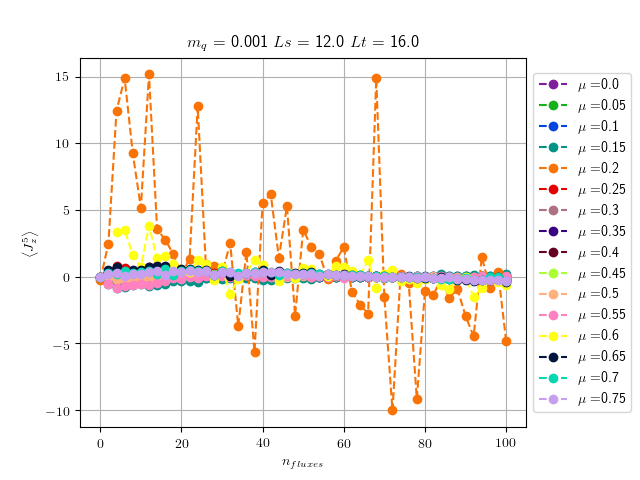 m_q = 0.001 Ls = 12.0 Lt = 16.0
15
10
5
0
−5
−10
⟨J_z^5⟩
0 20 40 60 80 100
n_fluxes
μ =0.0
μ =0.05
μ =0.1
μ =0.15
μ =0.2
μ =0.25
μ =0.3
μ =0.35
μ =0.4
μ =0.45
μ =0.5
μ =0.55
μ =0.6
μ =0.65
μ =0.7
μ =0.75